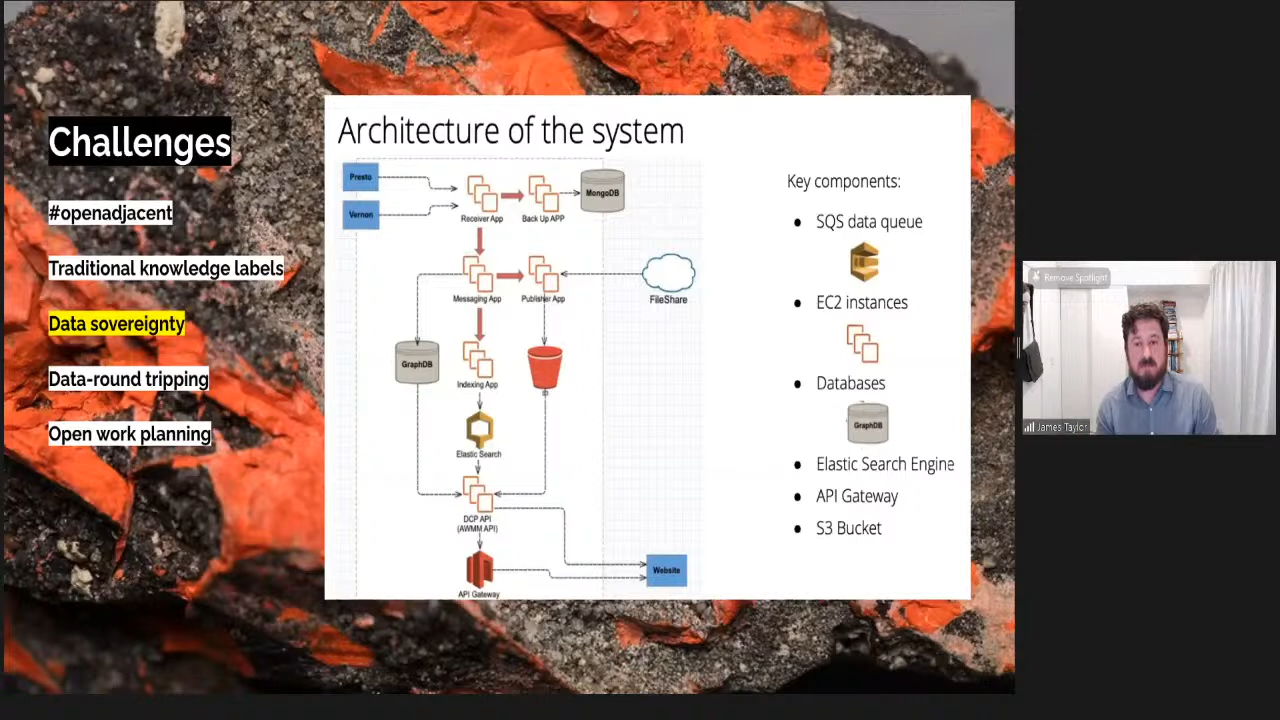 Challenges
#openadjacent
Traditional knowledge labels
Data sovereignty
Data-round tripping
Open work planning
Architecture of the system
Presto
Vernon
Receiver App
Back Up APP
MongoDB
Messaging App
Publisher App
FileShare
GraphDB
Indexing App
Elastic Search
DCP API
(AWMM API)
API Gateway
Website
Key components:
SQS data queue
EC2 instances
Databases
GraphDB
Elastic Search Engine
API Gateway
S3 Bucket
Remove Spotlight
James Taylor